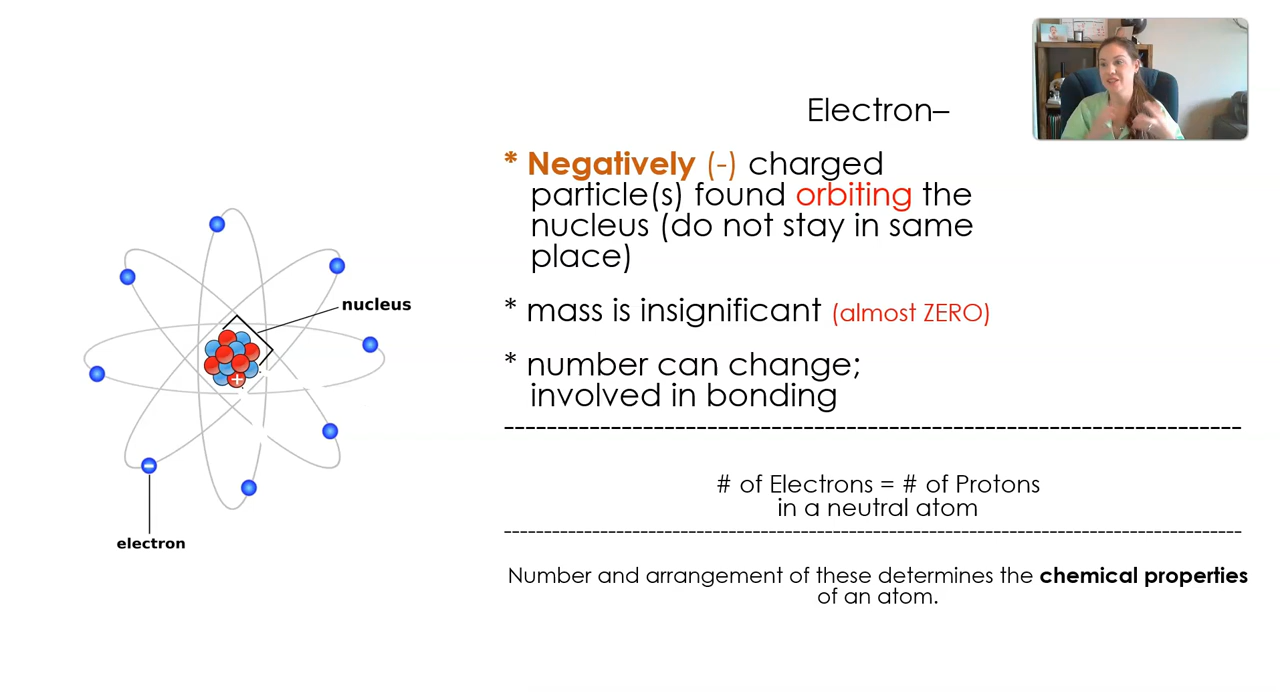 Electron–
* Negatively (-) charged
particle(s) found orbiting the
nucleus (do not stay in same
place)
* mass is insignificant (almost ZERO)
* number can change;
involved in bonding
# of Electrons = # of Protons
in a neutral atom
Number and arrangement of these determines the chemical properties
of an atom.
nucleus
+
electron